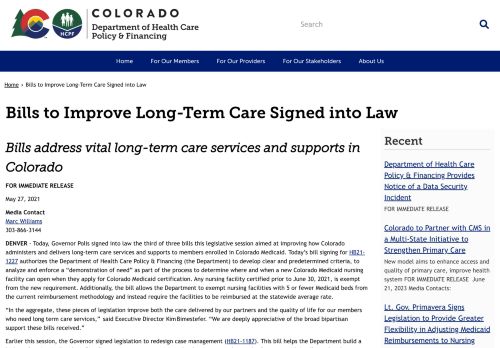 COLORADO
Department of Health Care
Policy & Financing
HCPF
Search
Home
For Our Members
For Our Providers
For Our Stakeholders
About Us
Home › Bills to Improve Long-Term Care Signed into Law
Bills to Improve Long-Term Care Signed into Law
Bills address vital long-term care services and supports in
Colorado
FOR IMMEDIATE RELEASE
May 27, 2021
Media Contact
Marc Williams
303-866-3144
DENVER - Today, Governor Polis signed into law the third of three bills this legislative session aimed at improving how Colorado
administers and delivers long-term care services and supports to members enrolled in Colorado Medicaid. Today's bill signing for HB21-
1227 authorizes the Department of Health Care Policy & Financing (the Department) to develop clear and predetermined criteria, to
analyze and enforce a "demonstration of need" as part of the process to determine where and when a new Colorado Medicaid nursing
facility can open when they apply for Colorado Medicaid certification. Any nursing facility certified prior to June 30, 2021, is exempt
from the new requirement. Additionally, the bill allows the Department to exempt nursing facilities with 5 or fewer Medicaid beds from
the current reimbursement methodology and instead require the facilities to be reimbursed at the statewide average rate.
"In the aggregate, these pieces of legislation improve both the care delivered by our partners and the quality of life for our members
who need long term care services," said Executive Director Kim Bimestefer. "We are deeply appreciative of the broad bipartisan
support these bills received."
Earlier this session, the Governor signed legislation to redesign case management (HB21-1187). This bill helps the Department build a
Recent
Department of Health Care
Policy & Financing Provides
Notice of a Data Security
Incident
FOR IMMEDIATE RELEASE
Colorado to Partner with CMS in
a Multi-State Initiative to
Strengthen Primary Care
New model aims to enhance access and
quality of primary care, improve health
system FOR IMMEDIATE RELEASE June
21, 2023 Media Contacts:
Lt. Gov. Primavera Signs
Legislation to Provide Greater
Flexibility in Adjusting Medicaid
Reimbursements to Nursing